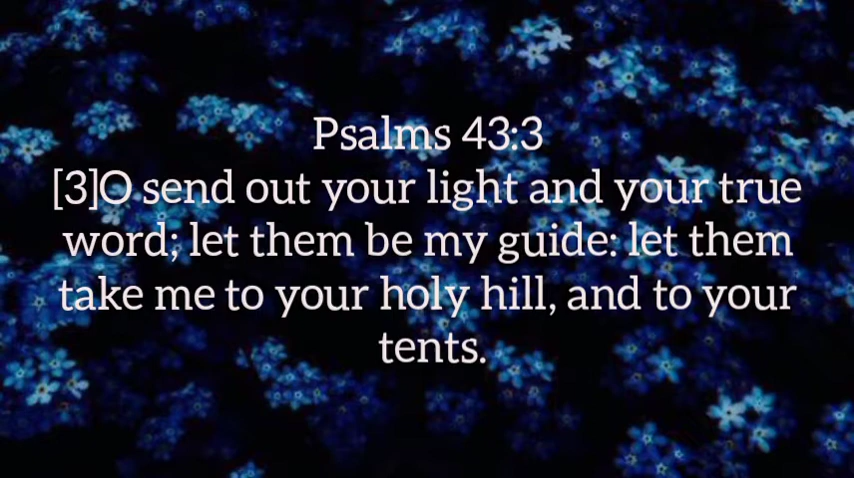 Psalms 43:3
[3]O send out your light and your true
word; let them be my guide: let them
take me to your holy hill, and to your
tents.